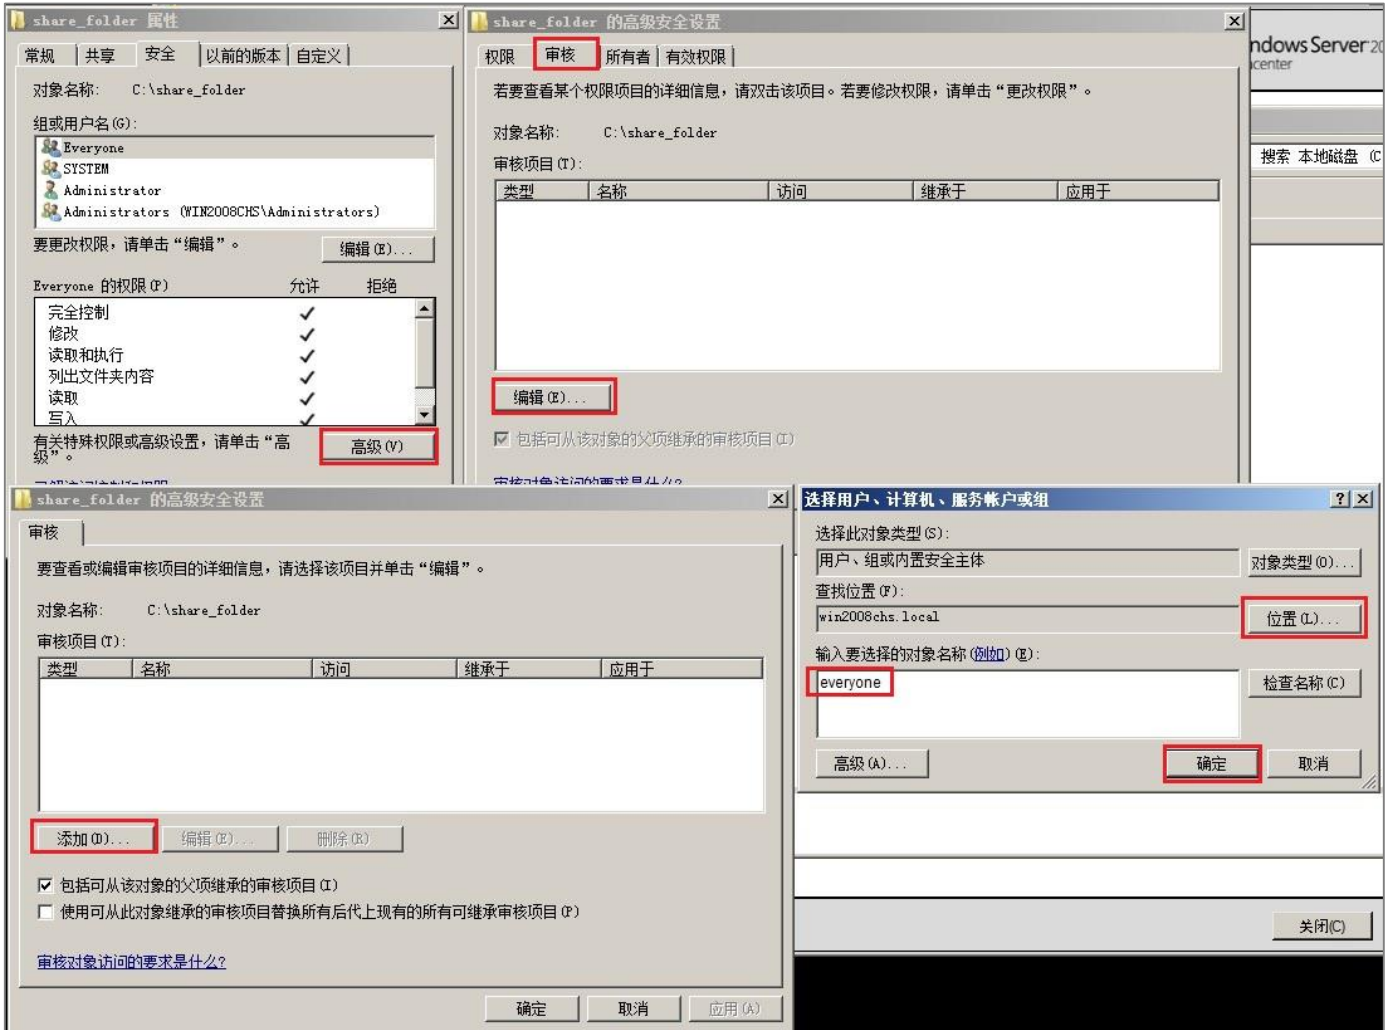 share_folder 属性
常规 共享 安全 以前的版本 自定义
对象名称: C:\share_folder
组或用户名(G):
Everyone
SYSTEM
Administrator
Administrators (WIN2008CHS\Administrators)
要更改权限，请单击“编辑”。
编辑(E)...
Everyone 的权限(P) 允许 拒绝
完全控制
修改
读取和执行
列出文件夹内容
读取
写入
有关特殊权限或高级设置，请单击“高
级”。
高级(V)
share_folder 的高级安全设置
权限 审核 所有者 有效权限
若要查看某个权限项目的详细信息，请双击该项目。若要修改权限，请单击“更改权限”。
对象名称: C:\share_folder
审核项目(T):
类型 名称 访问 继承于 应用于
编辑(E)...
包括可从该对象的父项继承的审核项目(I)
审核对象访问的要求是什么?
ndows Server 20
center
搜索 本地磁盘 (C
share_folder 的高级安全设置
审核
要查看或编辑审核项目的详细信息，请选择该项目并单击“编辑”。
对象名称: C:\share_folder
审核项目(T):
类型 名称 访问 继承于 应用于
添加(D)... 编辑(E)... 删除(R)
包括可从该对象的父项继承的审核项目(I)
使用可从此对象继承的审核项目替换所有后代上现有的所有可继承审核项目(P)
审核对象访问的要求是什么?
确定 取消 应用(A)
选择用户、计算机、服务帐户或组
选择此对象类型(S):
用户、组或内置安全主体
对象类型(O)...
查找位置(F):
win2008chs.local
位置(L)...
输入要选择的对象名称(例如)(E):
everyone
检查名称(C)
高级(A)... 确定 取消
关闭(C)